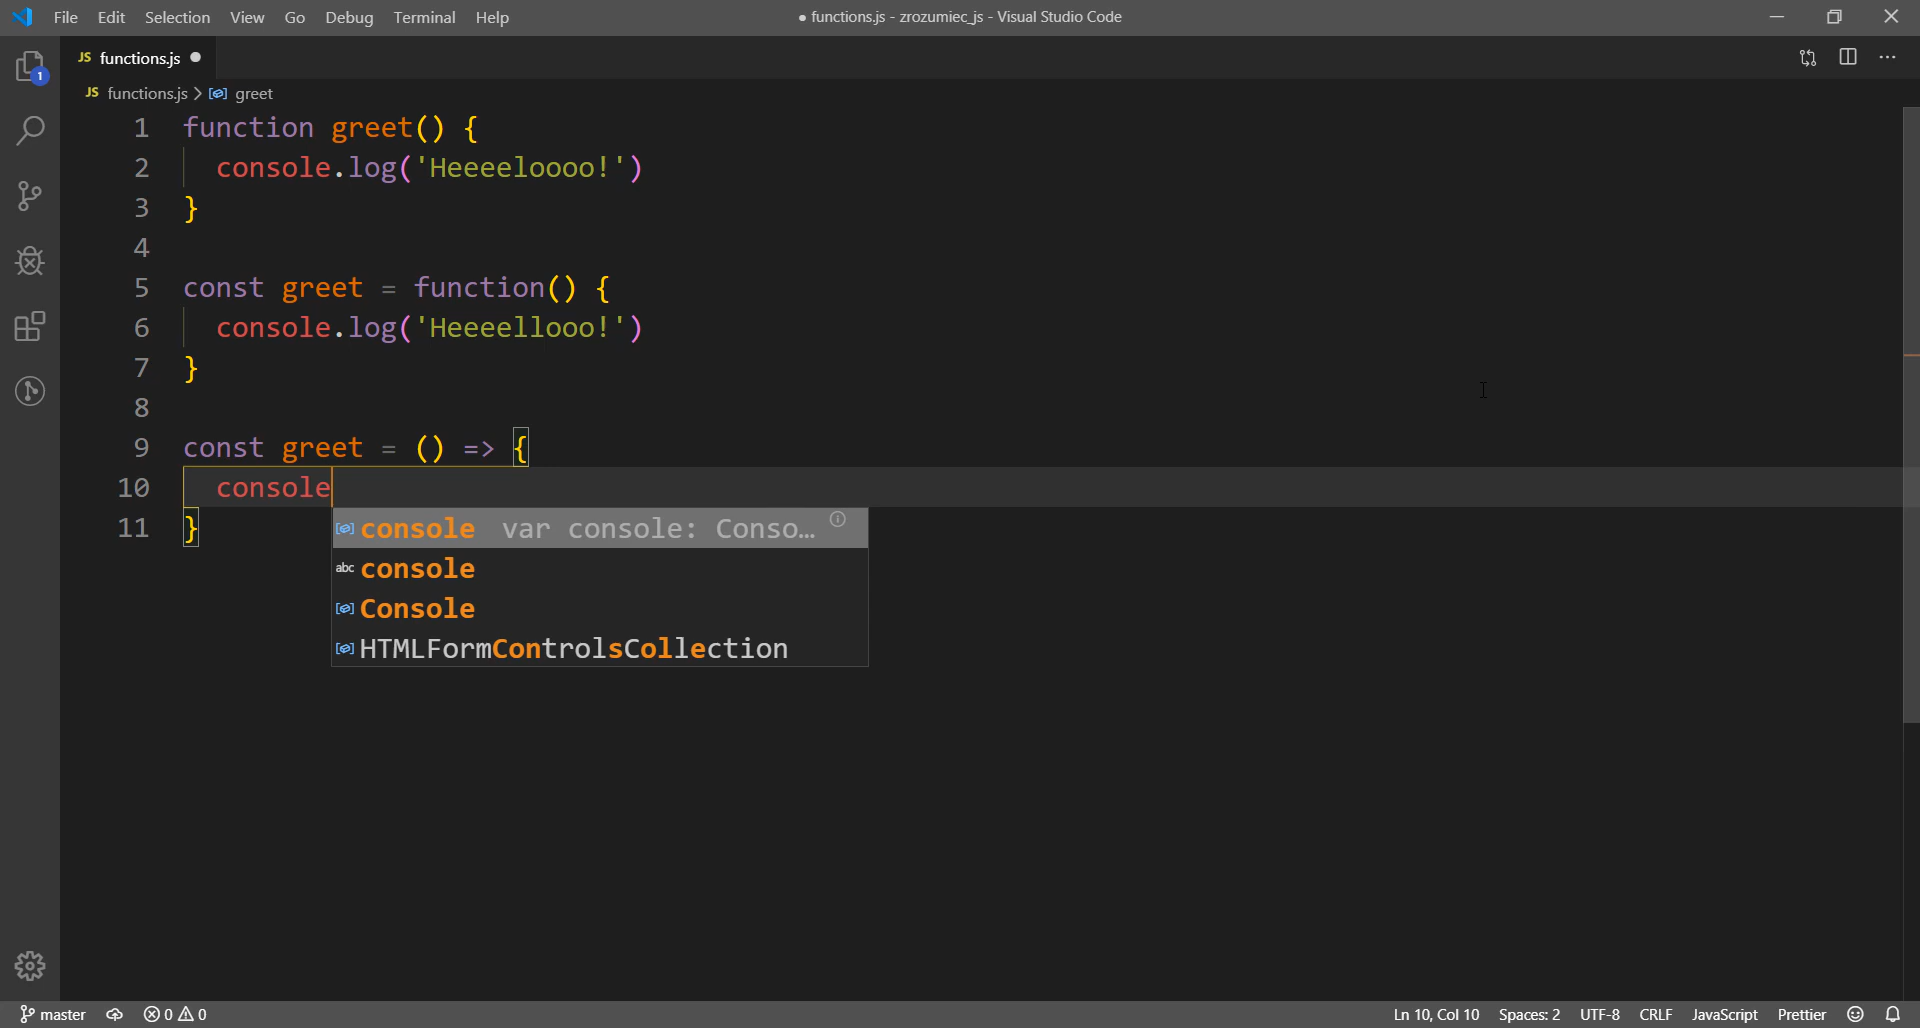 File Edit Selection View Go Debug Terminal Help
● functions.js - zrozumiec_js - Visual Studio Code
1
JS functions.js ●
JS functions.js > greet
1 function greet() {
2 console.log('Heeeeloooo!')
3 }
4
5 const greet = function() {
6 console.log('Heeeellooo!')
7 }
8
9 const greet = () => {
10 console
11 }
console var console: Conso...
abc console
Console
HTMLFormControlsCollection
master 0 0 Ln 10, Col 10 Spaces: 2 UTF-8 CRLF JavaScript Prettier